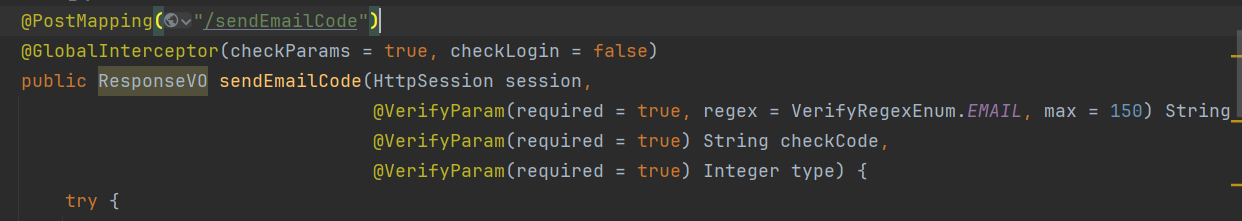 @PostMapping("/sendEmailCode")
@GlobalInterceptor(checkParams = true, checkLogin = false)
public ResponseVO sendEmailCode(HttpSession session,
@VerifyParam(required = true, regex = VerifyRegexEnum.EMAIL, max = 150) String
@VerifyParam(required = true) String checkCode,
@VerifyParam(required = true) Integer type) {
try {